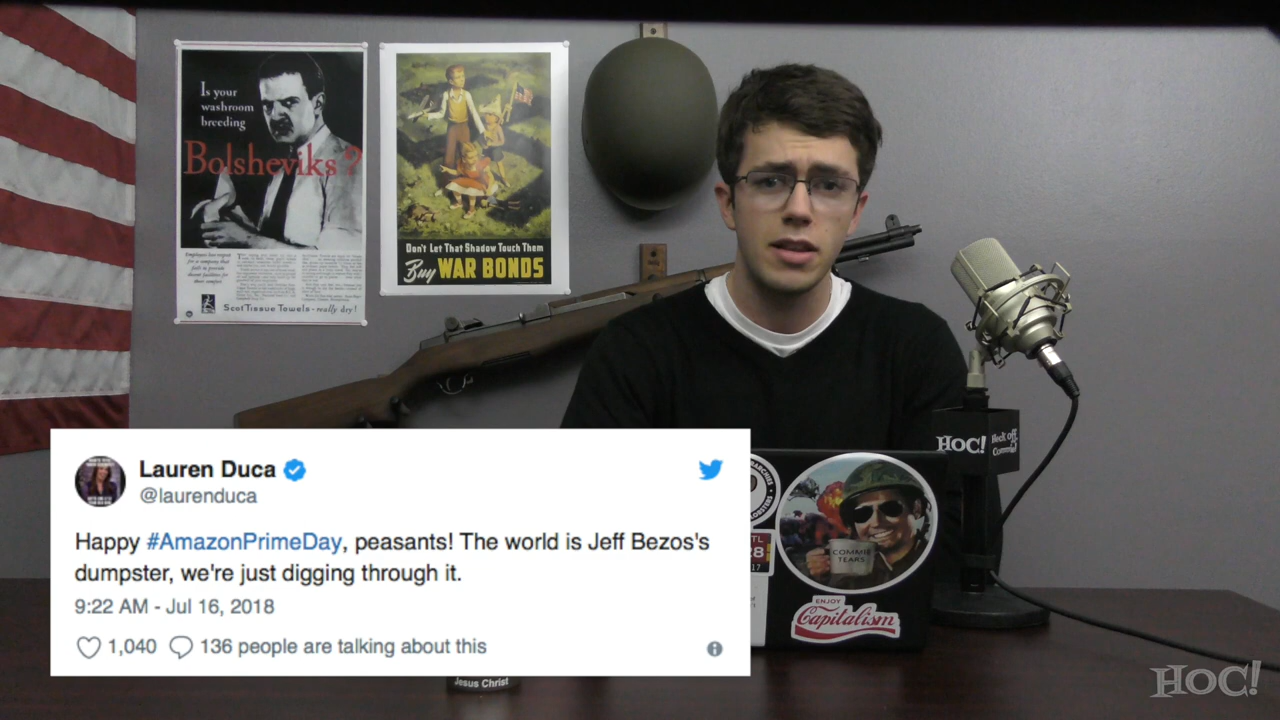 Is your
washroom
breeding
Bolsheviks?
ScotTissue Towels - really dry!
Don't Let That Shadow Touch Them
Buy WAR BONDS
HOC!
Heck off,
Commie!
COMMIE
TEARS
ENJOY
Capitalism
Lauren Duca
@laurenduca
Happy #AmazonPrimeDay, peasants! The world is Jeff Bezos's
dumpster, we're just digging through it.
9:22 AM - Jul 16, 2018
1,040
136 people are talking about this
Jesus Christ
HOC!